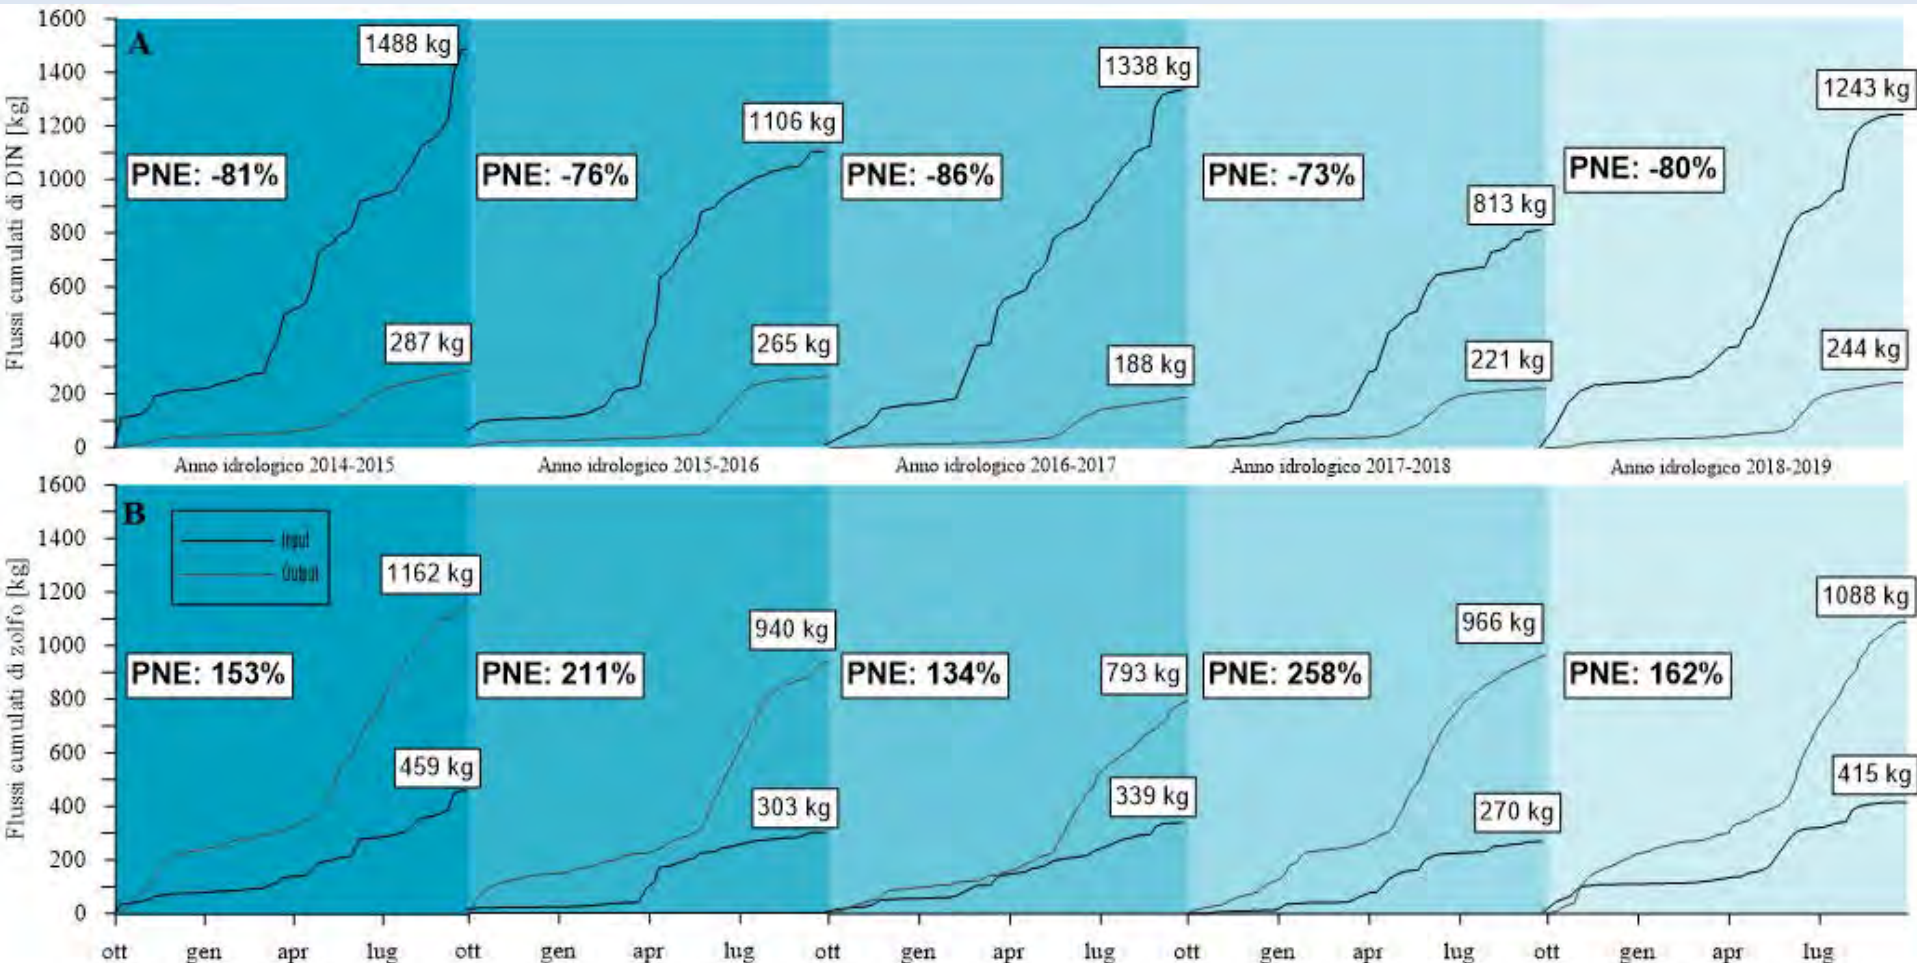 Flussi cumulati di DIN [kg]
1600
1400
1200
1000
800
600
400
200
0
A
1488 kg
PNE: -81%
287 kg
1106 kg
PNE: -76%
265 kg
1338 kg
PNE: -86%
188 kg
813 kg
PNE: -73%
221 kg
1243 kg
PNE: -80%
244 kg
Anno idrologico 2014-2015
Anno idrologico 2015-2016
Anno idrologico 2016-2017
Anno idrologico 2017-2018
Anno idrologico 2018-2019
Flussi cumulati di zolfo [kg]
1600
1400
1200
1000
800
600
400
200
0
B
Input
Output
1162 kg
PNE: 153%
459 kg
940 kg
PNE: 211%
303 kg
793 kg
PNE: 134%
339 kg
966 kg
PNE: 258%
270 kg
1088 kg
PNE: 162%
415 kg
ott gen apr lug ott gen apr lug ott gen apr lug ott gen apr lug ott gen apr lug